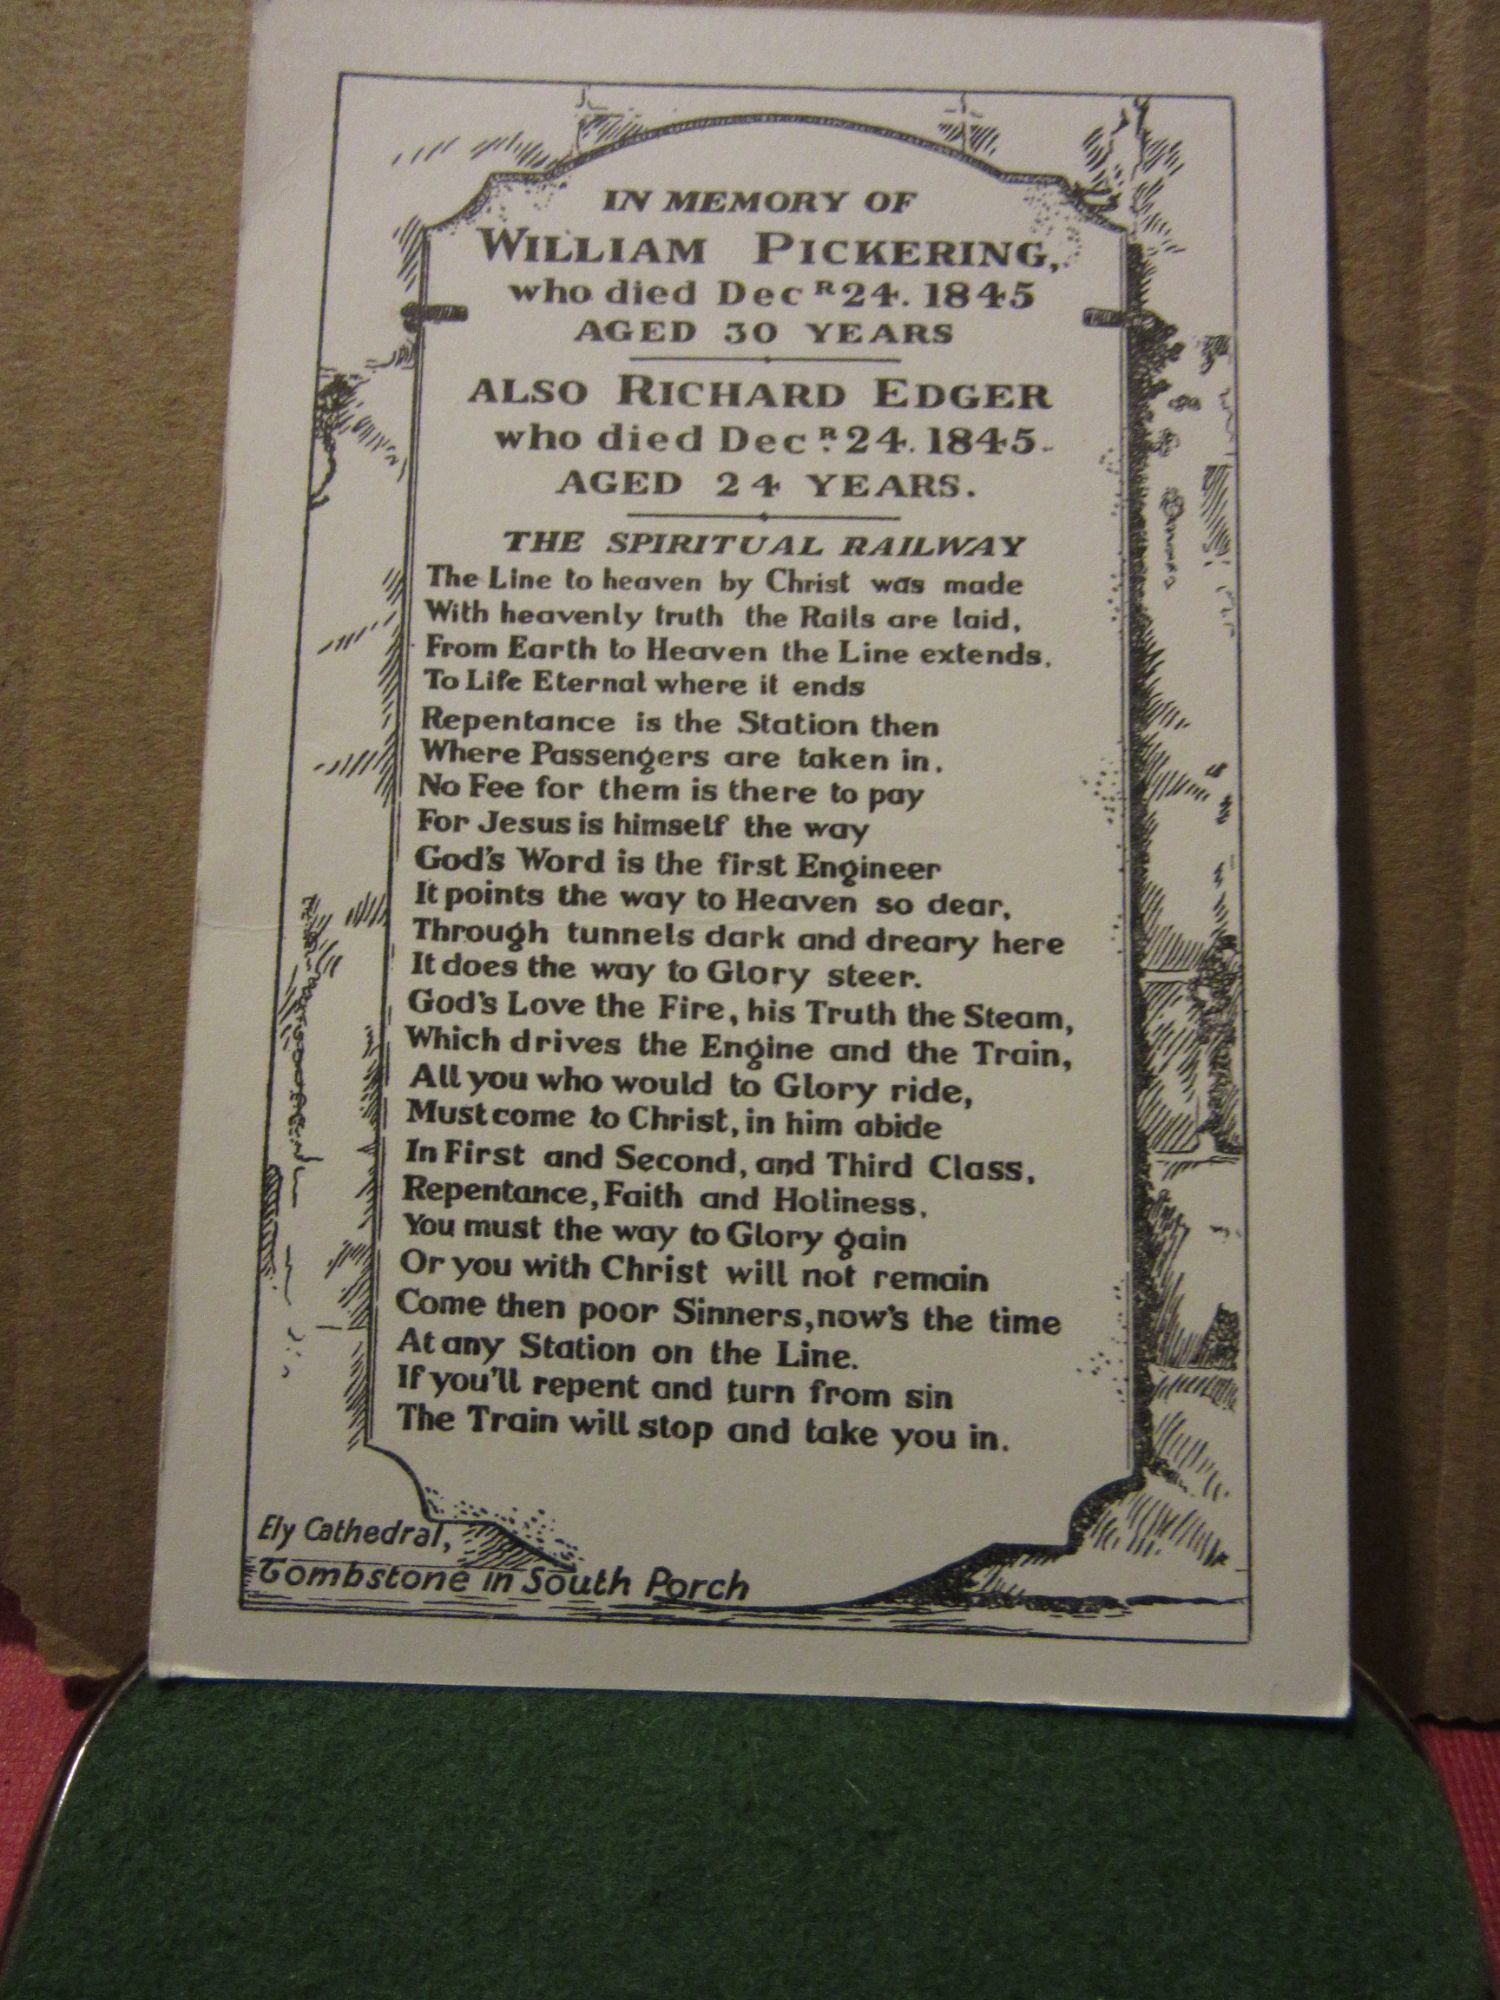 IN MEMORY OF
WILLIAM PICKERING,
who died Decᴿ 24. 1845
AGED 30 YEARS
ALSO RICHARD EDGER
who died Decᴿ 24. 1845.
AGED 24 YEARS.
THE SPIRITUAL RAILWAY
The Line to heaven by Christ was made
With heavenly truth the Rails are laid,
From Earth to Heaven the Line extends,
To Life Eternal where it ends
Repentance is the Station then
Where Passengers are taken in,
No Fee for them is there to pay
For Jesus is himself the way
God's Word is the first Engineer
It points the way to Heaven so dear,
Through tunnels dark and dreary here
It does the way to Glory steer.
God's Love the Fire, his Truth the Steam,
Which drives the Engine and the Train,
All you who would to Glory ride,
Must come to Christ, in him abide
In First and Second, and Third Class,
Repentance, Faith and Holiness,
You must the way to Glory gain
Or you with Christ will not remain
Come then poor Sinners, now's the time
At any Station on the Line.
If you'll repent and turn from sin
The Train will stop and take you in.
Ely Cathedral,
Tombstone in South Porch